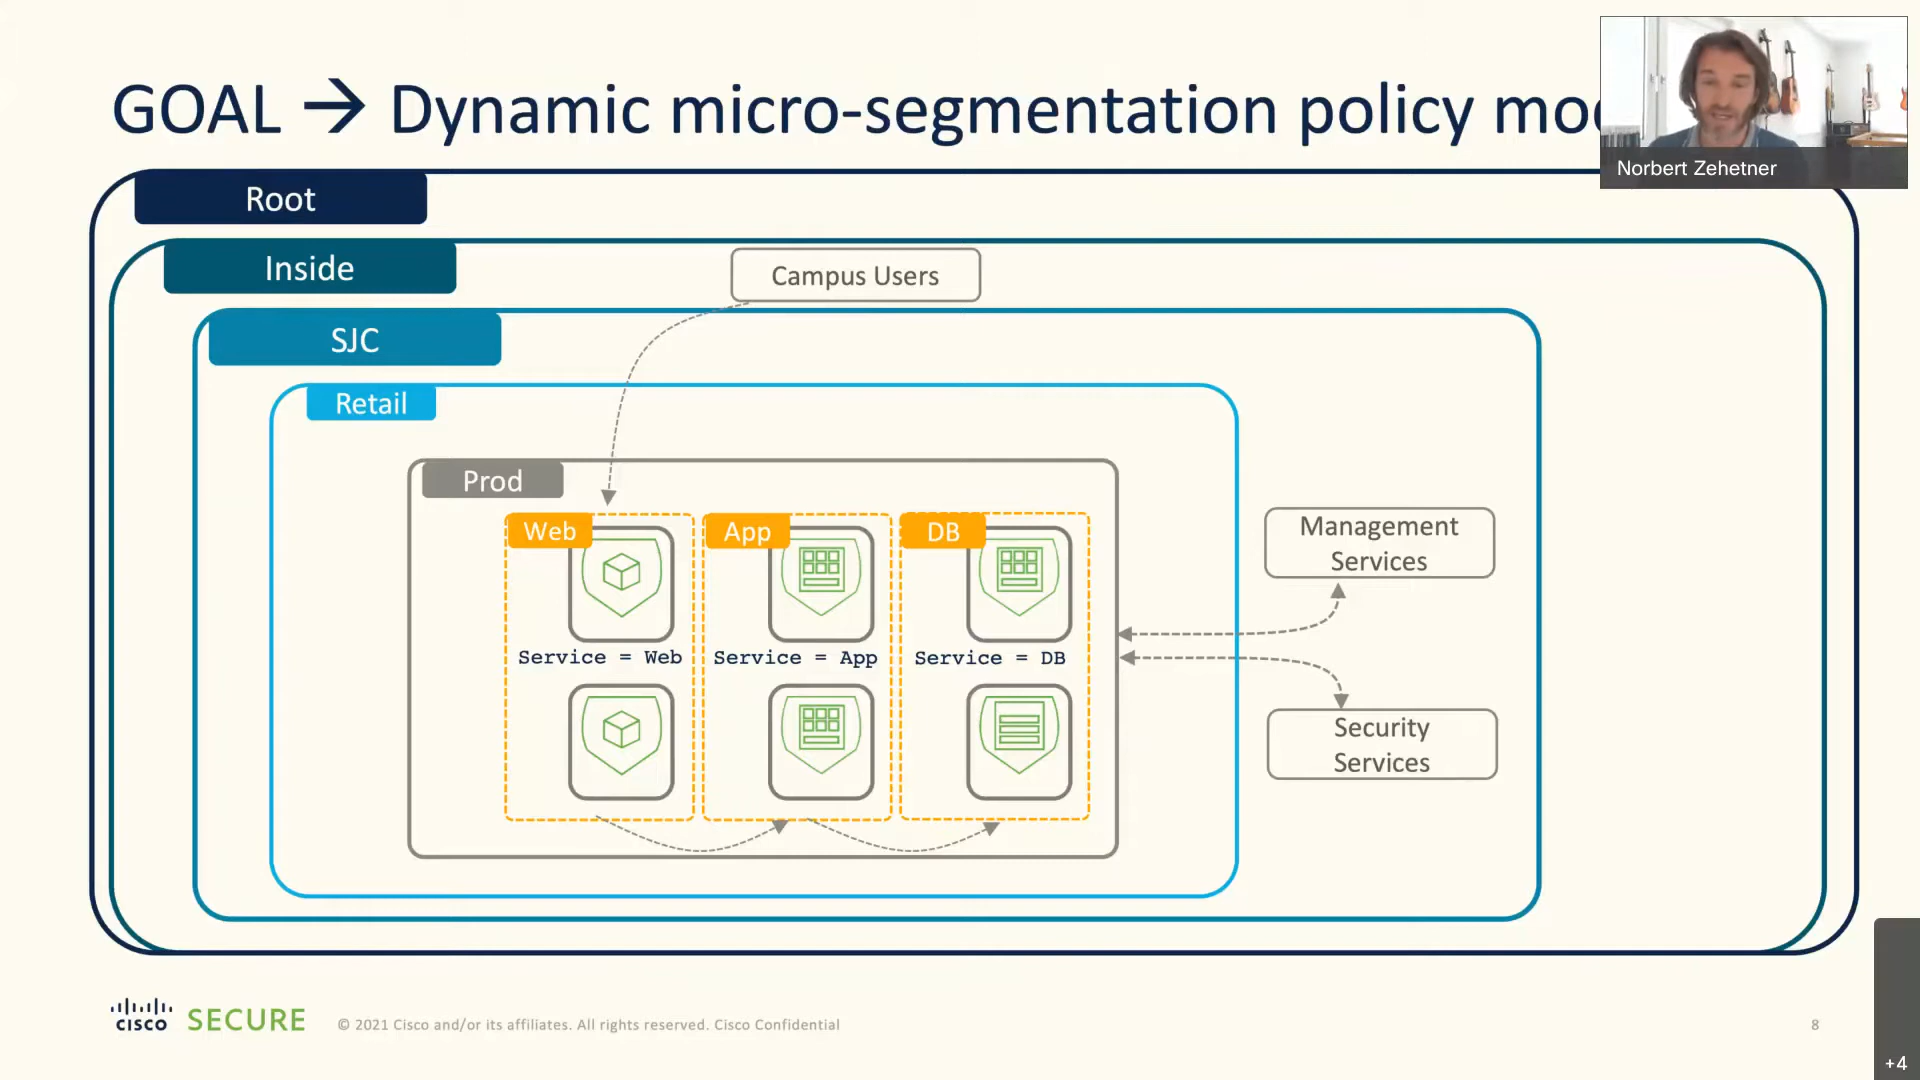 GOAL → Dynamic micro-segmentation policy
Norbert Zehetner
Root
Inside
Campus Users
SJC
Retail
Prod
Web
App
DB
Management
Services
Service = Web
Service = App
Service = DB
Security
Services
CISCO SECURE
© 2021 Cisco and/or its affiliates. All rights reserved. Cisco Confidential
8
+4